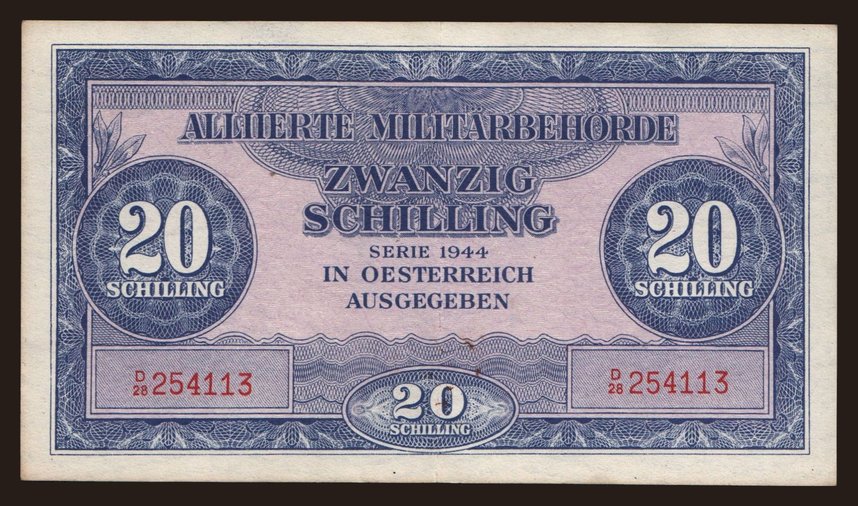 ALLIIERTE MILITÄRBEHÖRDE
ZWANZIG
SCHILLING
SERIE 1944
IN OESTERREICH
AUSGEGEBEN
20
SCHILLING
20
SCHILLING
D/28 254113
D/28 254113
20
SCHILLING